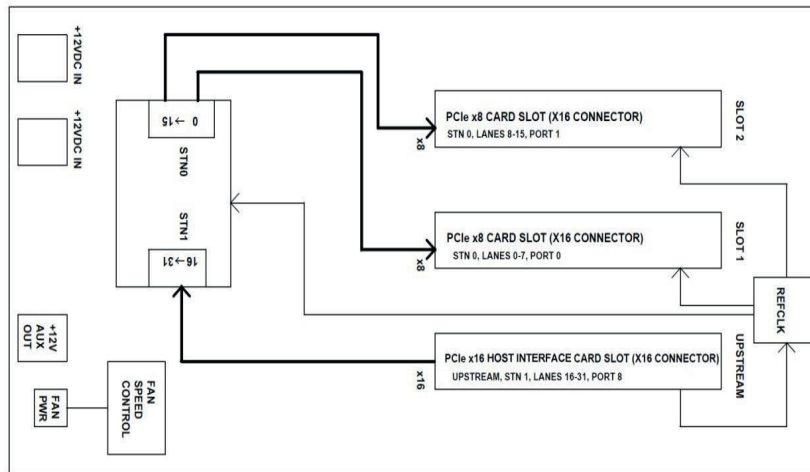 +12VDC IN
+12VDC IN
0→15
STN0
STN1
16→31
PCIe x8 CARD SLOT (X16 CONNECTOR)
STN 0, LANES 8-15, PORT 1
SLOT 2
x8
PCIe x8 CARD SLOT (X16 CONNECTOR)
STN 0, LANES 0-7, PORT 0
SLOT 1
x8
REFCLK
PCIe x16 HOST INTERFACE CARD SLOT (X16 CONNECTOR)
UPSTREAM, STN 1, LANES 16-31, PORT 8
UPSTREAM
x16
+12V
AUX
OUT
FAN
PWR
FAN
SPEED
CONTROL